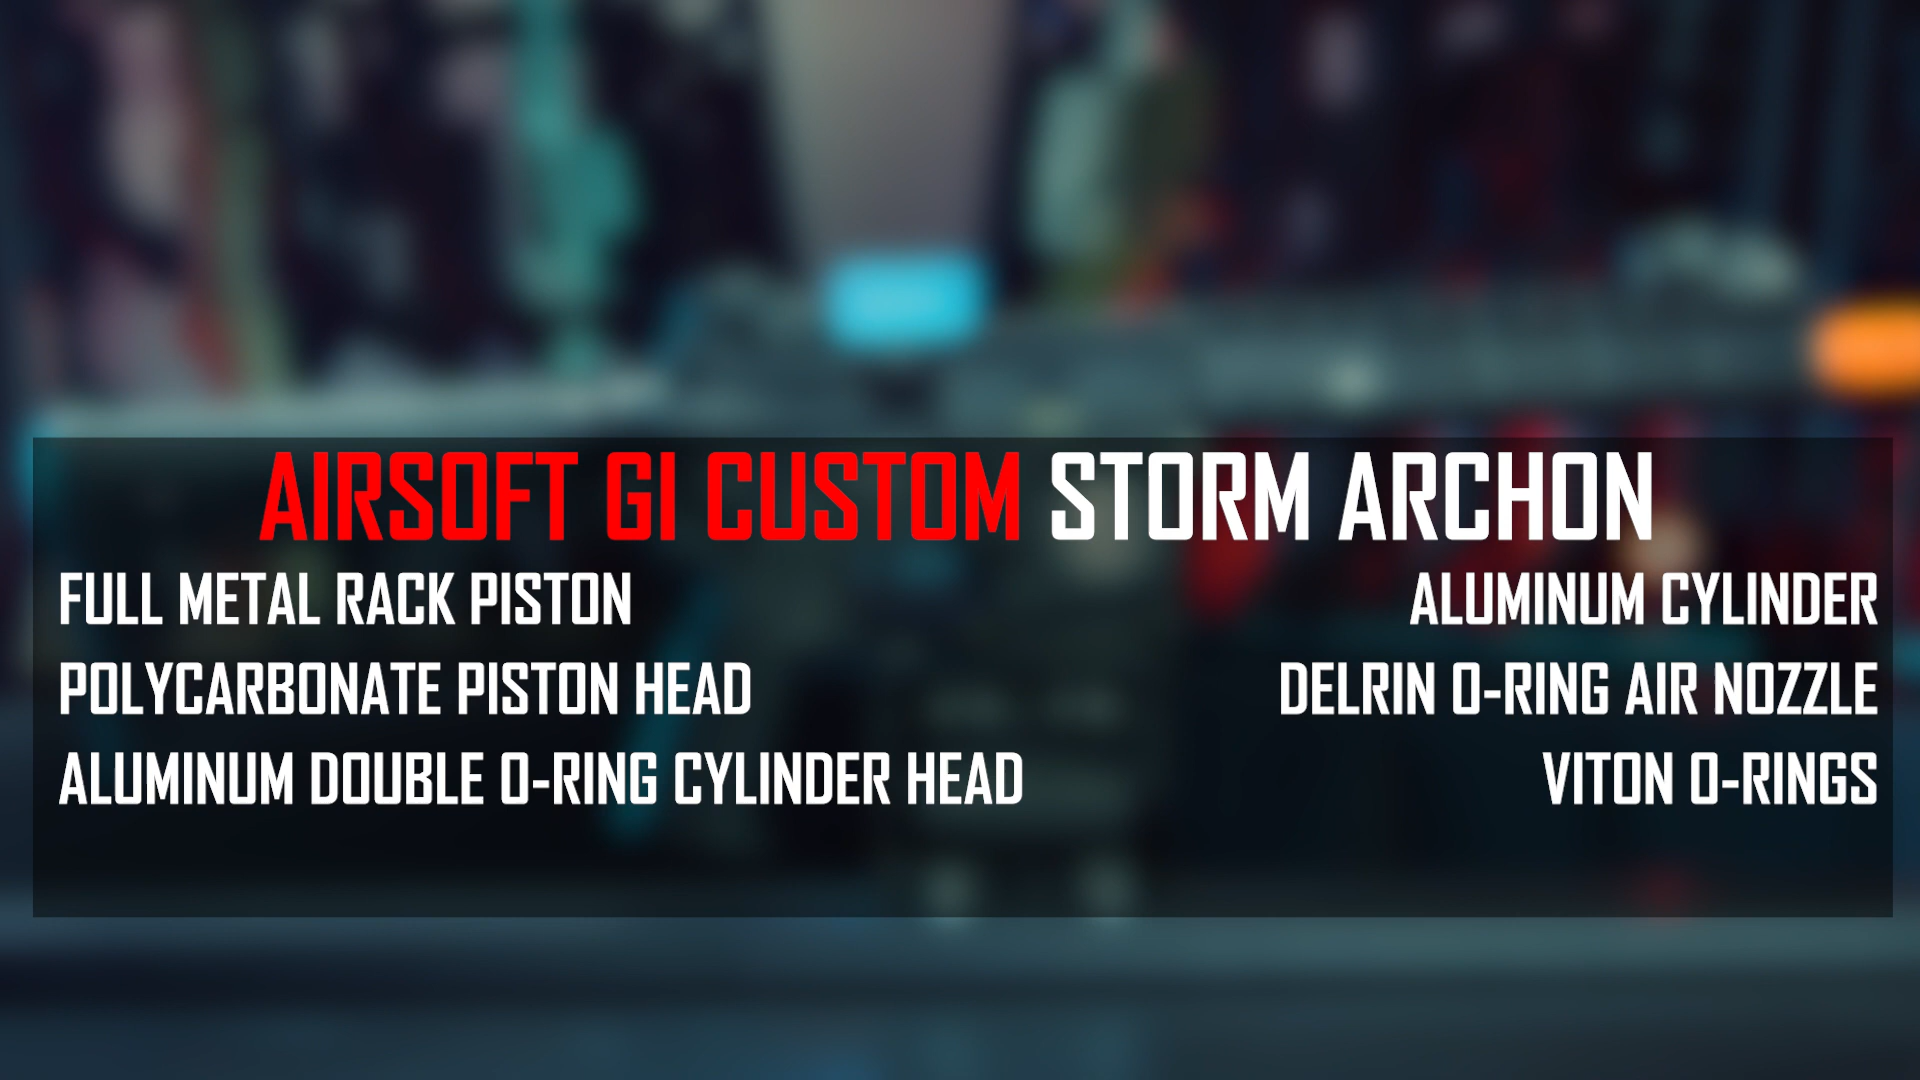 AIRSOFT GI CUSTOM STORM ARCHON
FULL METAL RACK PISTON
POLYCARBONATE PISTON HEAD
ALUMINUM DOUBLE O-RING CYLINDER HEAD
ALUMINUM CYLINDER
DELRIN O-RING AIR NOZZLE
VITON O-RINGS